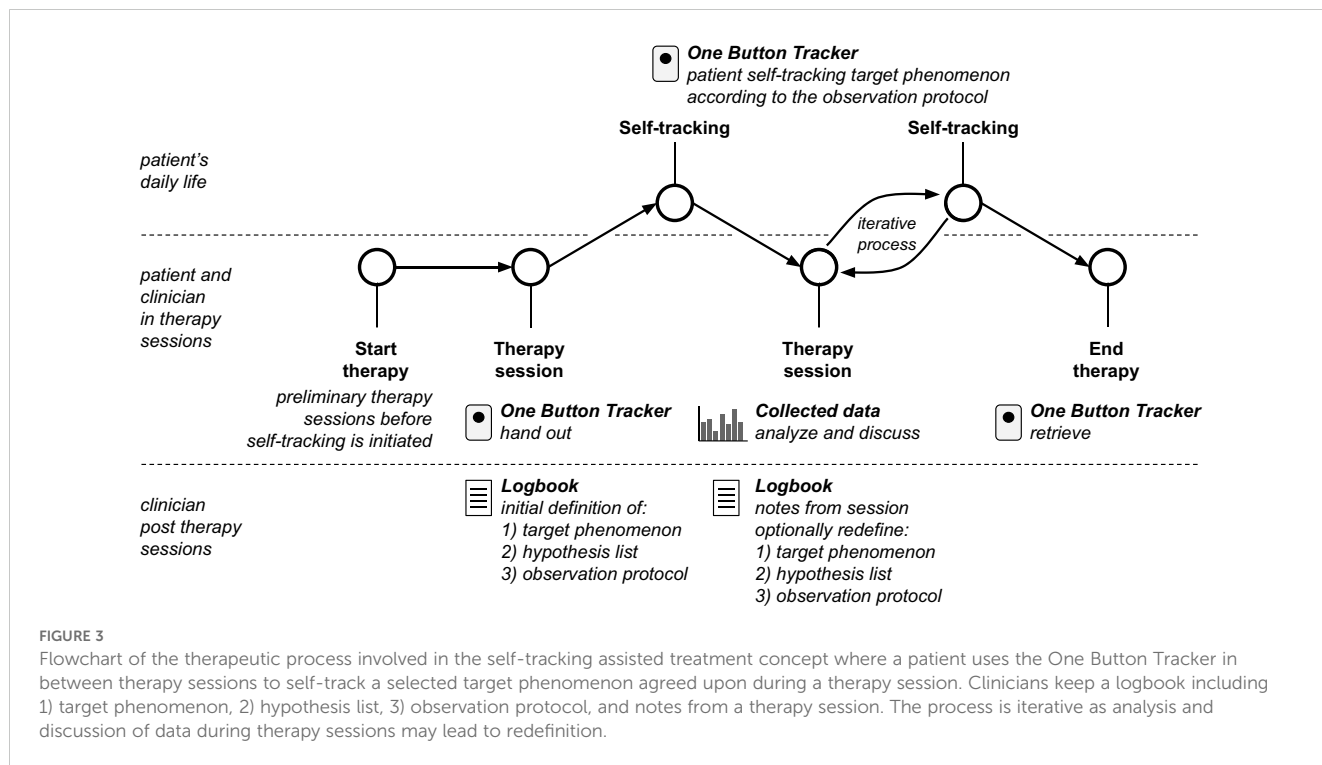 One Button Tracker
patient self-tracking target phenomenon
according to the observation protocol
Self-tracking
Self-tracking
patient's
daily life
iterative
process
patient and
clinician
in therapy
sessions
Start
therapy
preliminary therapy
sessions before
self-tracking is initiated
Therapy
session
One Button Tracker
hand out
Therapy
session
Collected data
analyze and discuss
End
therapy
One Button Tracker
retrieve
clinician
post therapy
sessions
Logbook
initial definition of:
1) target phenomenon
2) hypothesis list
3) observation protocol
Logbook
notes from session
optionally redefine:
1) target phenomenon
2) hypothesis list
3) observation protocol
FIGURE 3
Flowchart of the therapeutic process involved in the self-tracking assisted treatment concept where a patient uses the One Button Tracker in
between therapy sessions to self-track a selected target phenomenon agreed upon during a therapy session. Clinicians keep a logbook including
1) target phenomenon, 2) hypothesis list, 3) observation protocol, and notes from a therapy session. The process is iterative as analysis and
discussion of data during therapy sessions may lead to redefinition.